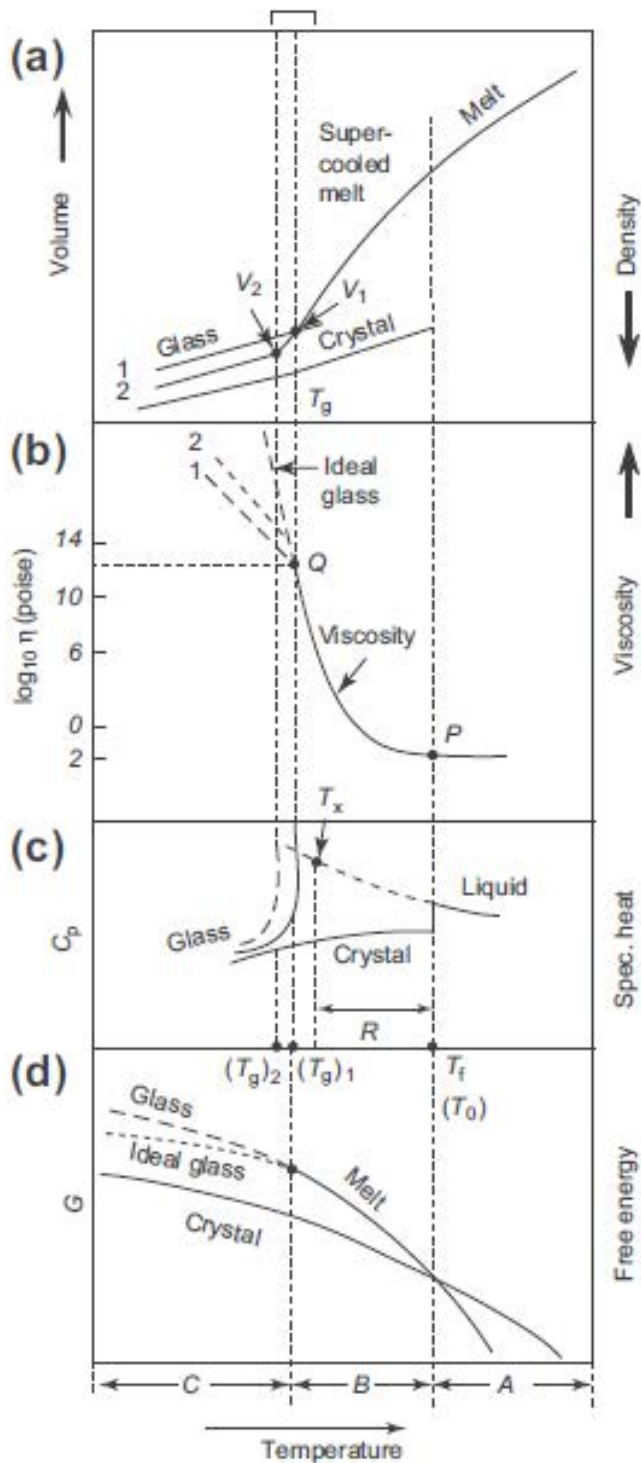 (a)
Volume
Density
Melt
Super-
cooled
melt
V2
V1
Glass
Crystal
1
2
Tg
(b)
2
1
Ideal
glass
14
Q
10
log10 η (poise)
6
Viscosity
0
P
2
Viscosity
(c)
Tx
Liquid
Cp
Glass
Crystal
R
Spec. heat
(Tg)2
(Tg)1
Tf
(T0)
(d)
Glass
Ideal glass
Melt
G
Crystal
Free energy
C
B
A
Temperature